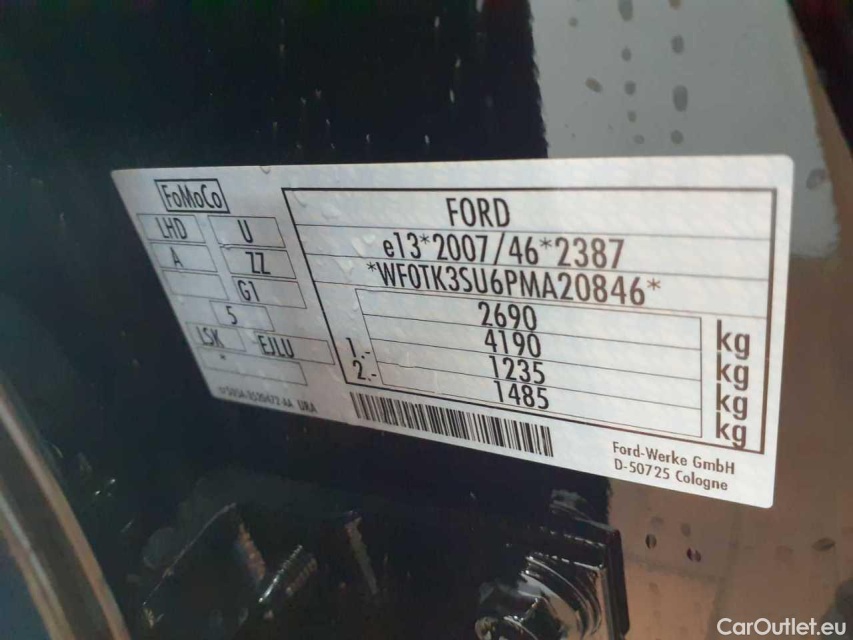 FoMoCo
LHD U
A ZZ
G1
5
LSK EJLU
*
FORD
e13*2007/46*2387
*WF0TK3SU6PMA20846*
2690 kg
4190 kg
1.- 1235 kg
2.- 1485 kg
URA
Ford-Werke GmbH
D-50725 Cologne
CarOutlet.eu